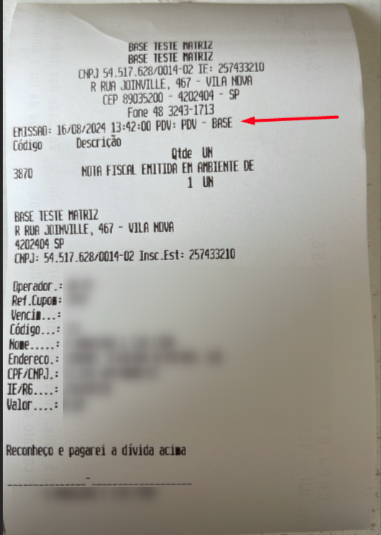 BASE TESTE MATRIZ
BASE TESTE MATRIZ
CNPJ 54.517.628/0014-02 IE: 257433210
R RUA JOINVILLE, 467 - VILA NOVA
CEP 89035200 - 4202404 - SP
Fone 48 3243-1713
EMISSAO: 16/08/2024 13:42:00 PDV: PDV - BASE
Código Descrição
Qtde UN
3870 NOTA FISCAL EMITIDA EM AMBIENTE DE
1 UN
BASE TESTE MATRIZ
R RUA JOINVILLE, 467 - VILA NOVA
4202404 SP
CNPJ: 54.517.628/0014-02 Insc.Est: 257433210
Operador.:
Ref.Cupom:
Vencim...:
Código...:
Nome.....:
Endereco.:
CPF/CNPJ.:
IE/RG....:
Valor....:
Reconheço e pagarei a dívida acima